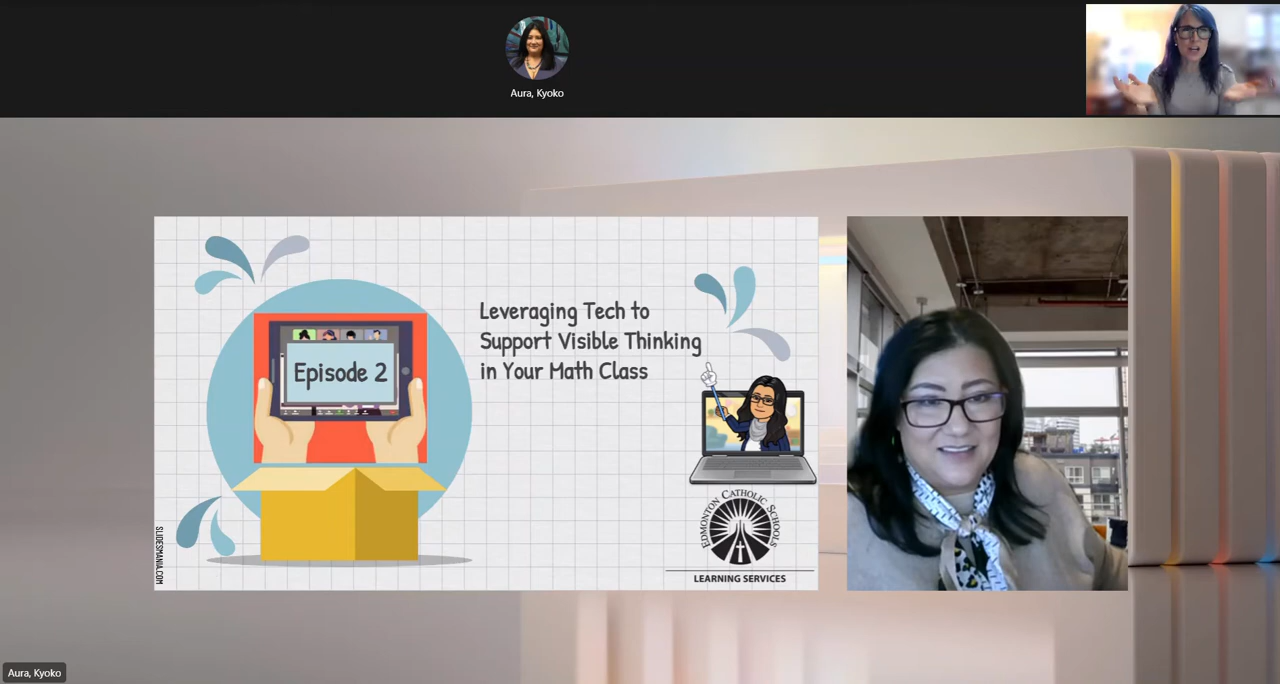 Aura, Kyoko
Leveraging Tech to
Support Visible Thinking
in Your Math Class
Episode 2
EDMONTON CATHOLIC SCHOOLS
LEARNING SERVICES
SLIDESMANIA.COM
Aura, Kyoko